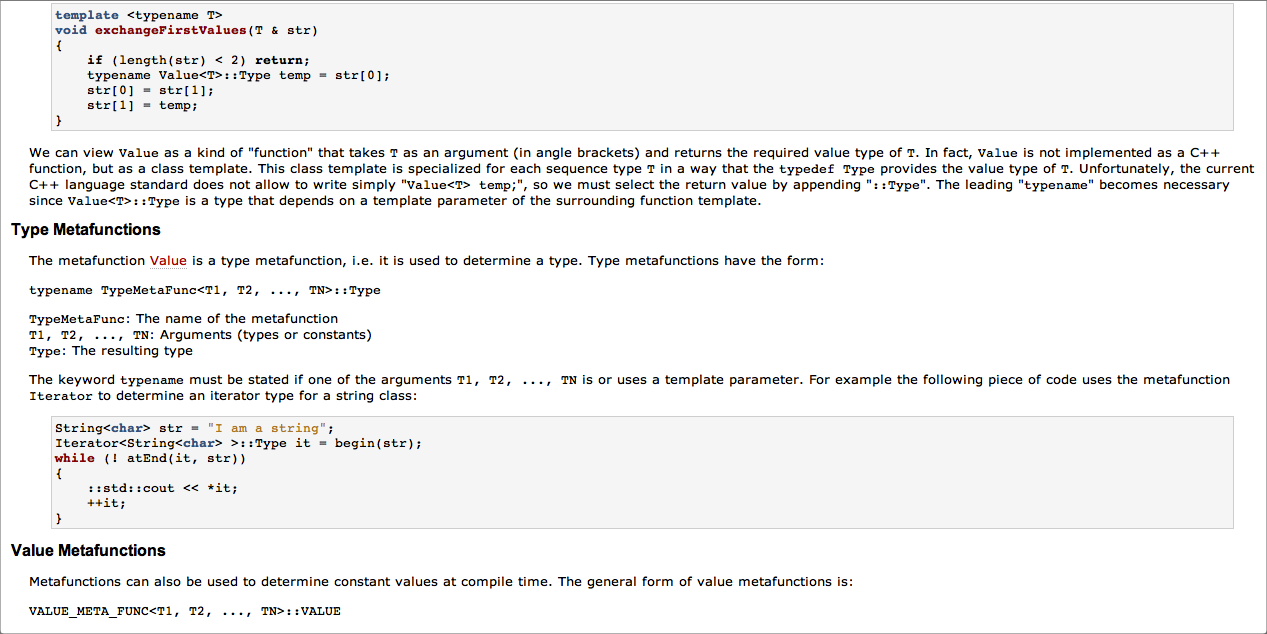 template <typename T>
void exchangeFirstValues(T & str)
{
    if (length(str) < 2) return;
    typename Value<T>::Type temp = str[0];
    str[0] = str[1];
    str[1] = temp;
}
We can view Value as a kind of "function" that takes T as an argument (in angle brackets) and returns the required value type of T. In fact, Value is not implemented as a C++
function, but as a class template. This class template is specialized for each sequence type T in a way that the typedef Type provides the value type of T. Unfortunately, the current
C++ language standard does not allow to write simply "Value<T> temp;", so we must select the return value by appending "::Type". The leading "typename" becomes necessary
since Value<T>::Type is a type that depends on a template parameter of the surrounding function template.
Type Metafunctions
The metafunction Value is a type metafunction, i.e. it is used to determine a type. Type metafunctions have the form:
typename TypeMetaFunc<T1, T2, ..., TN>::Type
TypeMetaFunc: The name of the metafunction
T1, T2, ..., TN: Arguments (types or constants)
Type: The resulting type
The keyword typename must be stated if one of the arguments T1, T2, ..., TN is or uses a template parameter. For example the following piece of code uses the metafunction
Iterator to determine an iterator type for a string class:
String<char> str = "I am a string";
Iterator<String<char> >::Type it = begin(str);
while (! atEnd(it, str))
{
    ::std::cout << *it;
    ++it;
}
Value Metafunctions
Metafunctions can also be used to determine constant values at compile time. The general form of value metafunctions is:
VALUE_META_FUNC<T1, T2, ..., TN>::VALUE